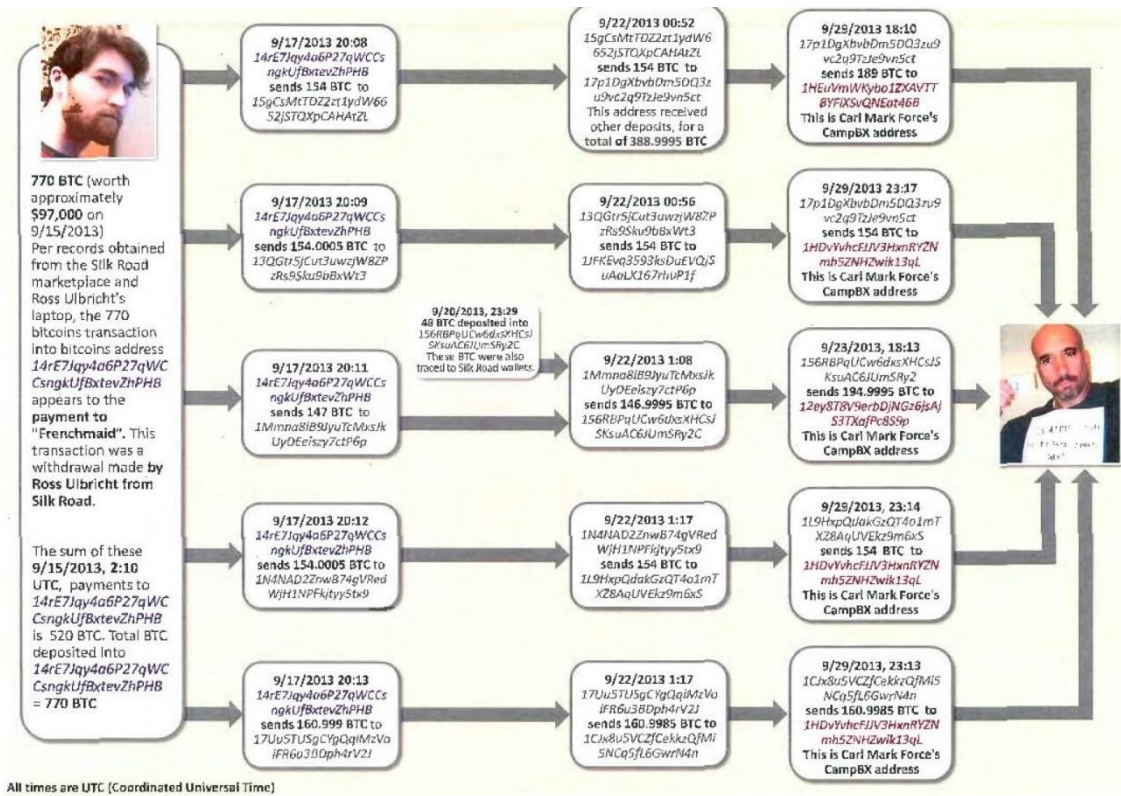 770 BTC (worth
approximately
$97,000 on
9/15/2013)
Per records obtained
from the Silk Road
marketplace and
Ross Ulbricht's
laptop, the 770
bitcoins transaction
into bitcoins address
14rE7Jqy4a6P27qWC
CsngkUfBxtevZhPHB
appears to the
payment to
"Frenchmaid". This
transaction was a
withdrawal made by
Ross Ulbricht from
Silk Road.
The sum of these
9/15/2013, 2:10
UTC, payments to
14rE7Jqy4a6P27qWC
CsngkUfBxtevZhPHB
is 520 BTC. Total BTC
deposited into
14rE7Jqy4a6P27qWC
CsngkUfBxtevZhPHB
= 770 BTC
9/17/2013 20:08
14rE7Jqy4a6P27qWCCs
ngkUfBxtevZhPHB
sends 154 BTC to
15gCsMtTDZ2zt1ydW66
52jSTQXpCAHAtZL
9/22/2013 00:52
15gCsMtTDZ2zt1ydW6
652jSTQXpCAHAtZL
sends 154 BTC to
17p1DgXbvbDm5DQ3z
u9vc2q9TzJe9vn5ct
This address received
other deposits, for a
total of 388.9995 BTC
9/29/2013 18:10
17p1DgXbvbDm5DQ3zu9
vc2q9TzJe9vn5ct
sends 189 BTC to
1HEuVmWKybo1ZXAVTT
BYFiXSvQNEat46B
This is Carl Mark Force's
CampBX address
9/17/2013 20:09
14rE7Jqy4a6P27qWCCs
ngkUfBxtevZhPHB
sends 154.0005 BTC to
13QGtr5jCut3uwzjW8ZP
zRs9Sku9bBxWt3
9/22/2013 00:56
13QGtr5jCut3uwzjW8ZP
zRs9Sku9bBxWt3
sends 154 BTC to
1JFKEvq3593ksDuEVQjS
uAoLX167rhuP1f
9/29/2013 23:17
17p1DgXbvbDm5DQ3zu9
vc2q9TzJe9vn5ct
sends 154 BTC to
1HDvYvhcFJJV3HxnRYZN
mh5ZNHZwik13qL
This is Carl Mark Force's
CampBX address
9/20/2013, 23:29
48 BTC deposited into
156RBPqUCw6dxsXHCsJ
SKsuAC6JUmSRy2C.
These BTC were also
traced to Silk Road wallets.
9/17/2013 20:11
14rE7Jqy4a6P27qWCCs
ngkUfBxtevZhPHB
sends 147 BTC to
1Mmna8iB9JyuTcMxsJk
UyDEeiszy7ctP6p
9/22/2013 1:08
1Mmna8iB9JyuTcMxsJk
UyDEeiszy7ctP6p
sends 146.9995 BTC to
156RBPqUCw6dxsXHCsJ
SKsuAC6JUmSRy2C
9/23/2013, 18:13
156RBPqUCw6dxsXHCsJS
KsuAC6JUmSRy2
sends 194.9995 BTC to
12ey8T8V9erbDjNGz6jsAj
S3TXafPc8S9p
This is Carl Mark Force's
CampBX address
9/17/2013 20:12
14rE7Jqy4a6P27qWCCs
ngkUfBxtevZhPHB
sends 154.0005 BTC to
1N4NAD2ZnwB74gVRed
WjH1NPFkjtyy5tx9
9/22/2013 1:17
1N4NAD2ZnwB74gVRed
WjH1NPFkjtyy5tx9
sends 154 BTC to
1L9HxpQdakGzQT4o1mT
XZ8AqUVEkz9m6xS
9/29/2013, 23:14
1L9HxpQdakGzQT4o1mT
XZ8AqUVEkz9m6xS
sends 154 BTC to
1HDvYvhcFJJV3HxnRYZN
mh5ZNHZwik13qL
This is Carl Mark Force's
CampBX address
9/17/2013 20:13
14rE7Jqy4a6P27qWCCs
ngkUfBxtevZhPHB
sends 160.999 BTC to
17Uu5TUSgCYgQqiMzVo
iFR6u3BDph4rV2J
9/22/2013 1:17
17Uu5TUSgCYgQqiMzVo
iFR6u3BDph4rV2J
sends 160.9985 BTC to
1CJx8u5VCZfCekkzQfMi
5NCq5fL6GwrN4n
9/29/2013, 23:13
1CJx8u5VCZfCekkzQfMi5
NCq5fL6GwrN4n
sends 160.9985 BTC to
1HDvYvhcFJJV3HxnRYZN
mh5ZNHZwik13qL
This is Carl Mark Force's
CampBX address
All times are UTC (Coordinated Universal Time)